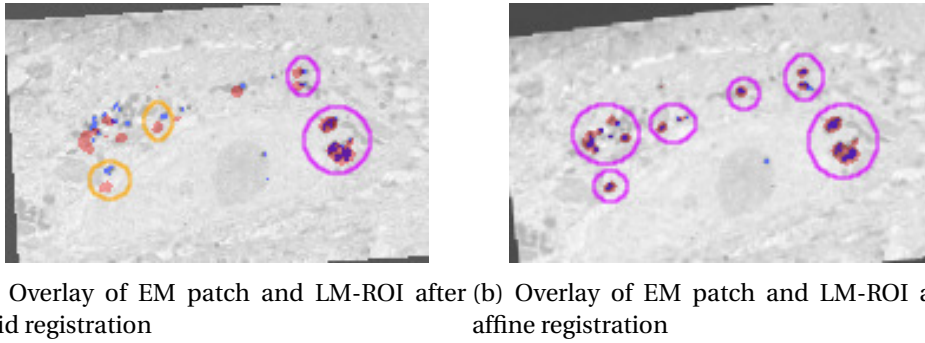 Overlay of EM patch and LM-ROI after
id registration
(b) Overlay of EM patch and LM-ROI a
affine registration